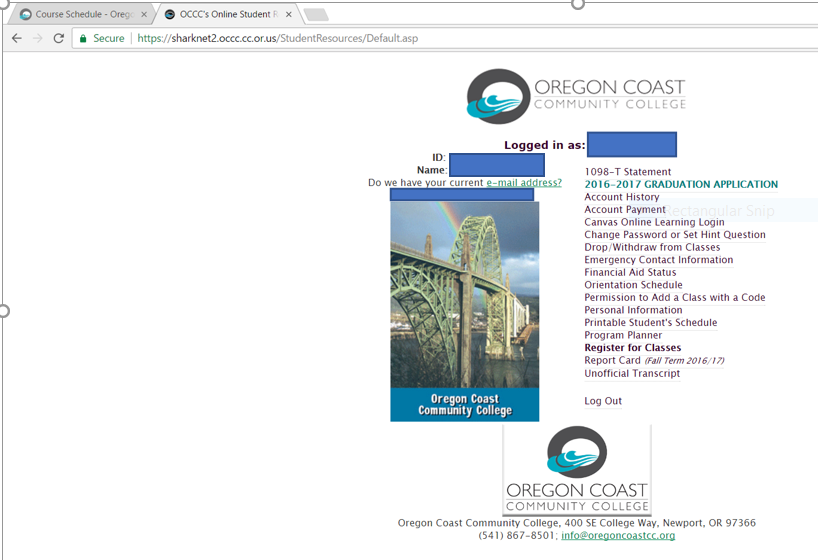 Course Schedule - Oreg
OCCC's Online Student R
Secure
https://sharknet2.occc.cc.or.us/StudentResources/Default.asp
OREGON COAST
COMMUNITY COLLEGE
Logged in as:
ID:
Name:
Do we have your current e-mail address?
Oregon Coast
Community College
1098-T Statement
2016-2017 GRADUATION APPLICATION
Account History
Account Payment
Rectangular Snip
Canvas Online Learning Login
Change Password or Set Hint Question
Drop/Withdraw from Classes
Emergency Contact Information
Financial Aid Status
Orientation Schedule
Permission to Add a Class with a Code
Personal Information
Printable Student's Schedule
Program Planner
Register for Classes
Report Card (Fall Term 2016/17)
Unofficial Transcript
Log Out
OREGON COAST
COMMUNITY COLLEGE
Oregon Coast Community College, 400 SE College Way, Newport, OR 97366
(541) 867-8501; info@oregoncoastcc.org